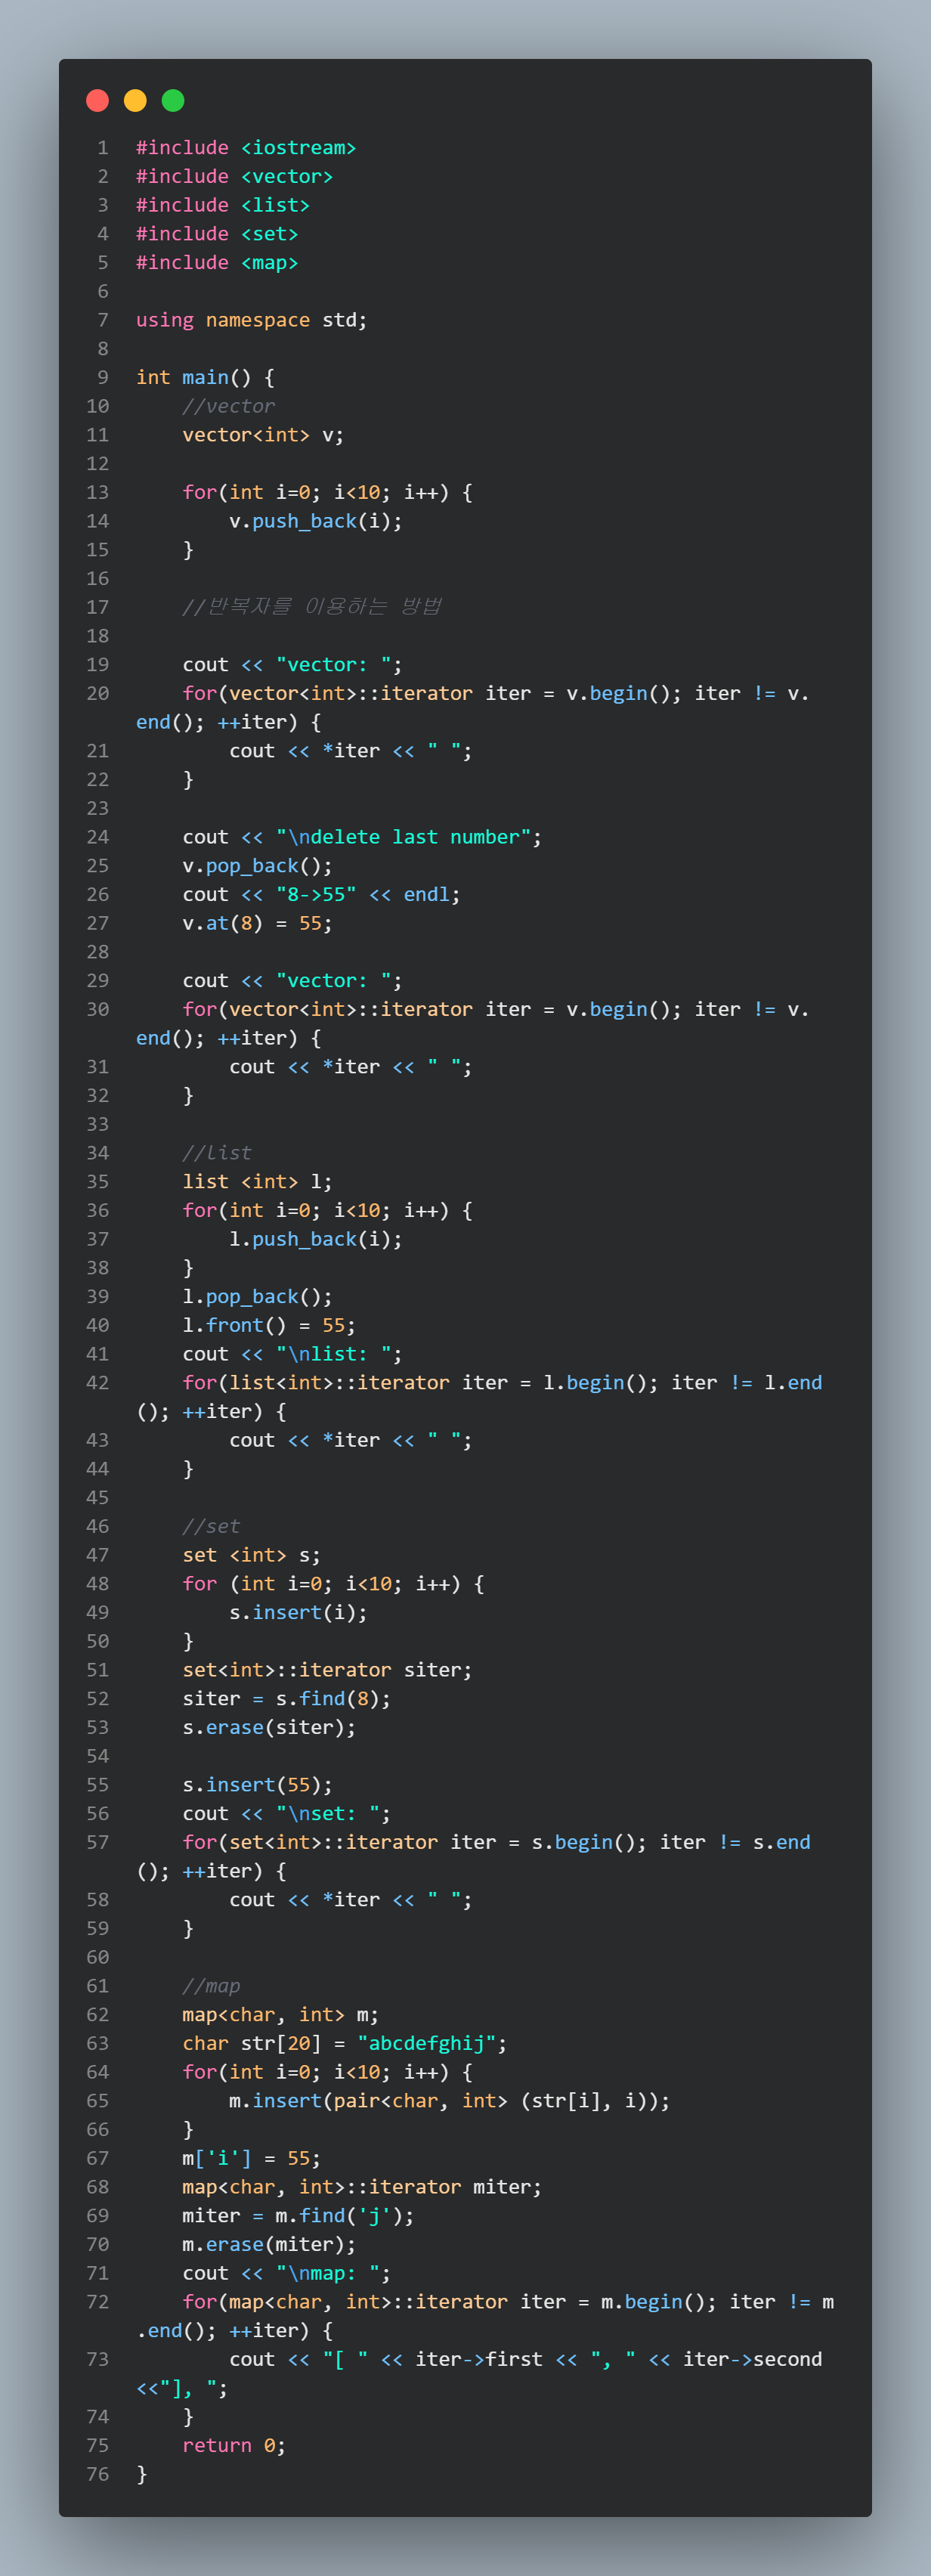 1 #include <iostream>
2 #include <vector>
3 #include <list>
4 #include <set>
5 #include <map>
6
7 using namespace std;
8
9 int main() {
10     //vector
11     vector<int> v;
12
13     for(int i=0; i<10; i++) {
14         v.push_back(i);
15     }
16
17     //반복자를 이용하는 방법
18
19     cout << "vector: ";
20     for(vector<int>::iterator iter = v.begin(); iter != v.
end(); ++iter) {
21         cout << *iter << " ";
22     }
23
24     cout << "\ndelete last number";
25     v.pop_back();
26     cout << "8->55" << endl;
27     v.at(8) = 55;
28
29     cout << "vector: ";
30     for(vector<int>::iterator iter = v.begin(); iter != v.
end(); ++iter) {
31         cout << *iter << " ";
32     }
33
34     //list
35     list <int> l;
36     for(int i=0; i<10; i++) {
37         l.push_back(i);
38     }
39     l.pop_back();
40     l.front() = 55;
41     cout << "\nlist: ";
42     for(list<int>::iterator iter = l.begin(); iter != l.end
(); ++iter) {
43         cout << *iter << " ";
44     }
45
46     //set
47     set <int> s;
48     for (int i=0; i<10; i++) {
49         s.insert(i);
50     }
51     set<int>::iterator siter;
52     siter = s.find(8);
53     s.erase(siter);
54
55     s.insert(55);
56     cout << "\nset: ";
57     for(set<int>::iterator iter = s.begin(); iter != s.end
(); ++iter) {
58         cout << *iter << " ";
59     }
60
61     //map
62     map<char, int> m;
63     char str[20] = "abcdefghij";
64     for(int i=0; i<10; i++) {
65         m.insert(pair<char, int> (str[i], i));
66     }
67     m['i'] = 55;
68     map<char, int>::iterator miter;
69     miter = m.find('j');
70     m.erase(miter);
71     cout << "\nmap: ";
72     for(map<char, int>::iterator iter = m.begin(); iter != m
.end(); ++iter) {
73         cout << "[ " << iter->first << ", " << iter->second
<<"], ";
74     }
75     return 0;
76 }